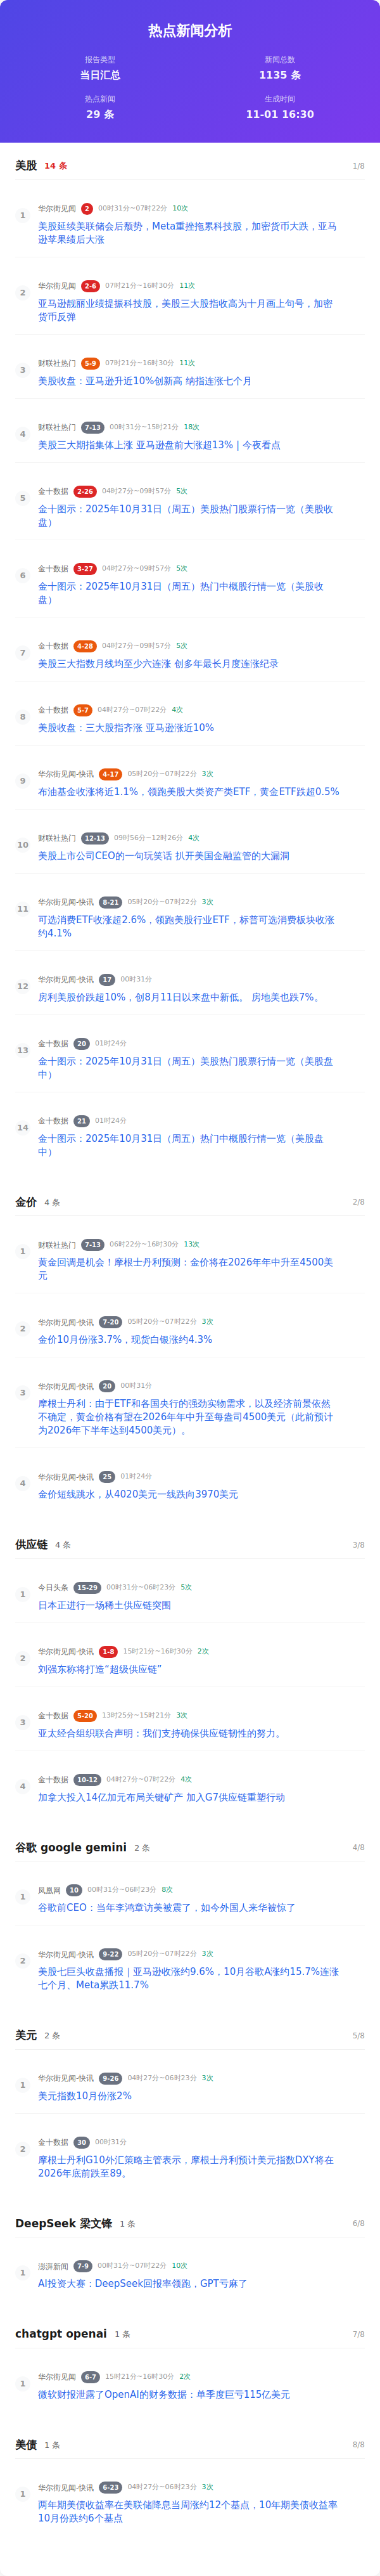 热点新闻分析
报告类型
当日汇总
新闻总数
1135 条
热点新闻
29 条
生成时间
11-01 16:30
美股 14 条 1/8
1
华尔街见闻 2 00时31分~07时22分 10次
美股延续美联储会后颓势，Meta重挫拖累科技股，加密货币大跌，亚马
逊苹果绩后大涨
2
华尔街见闻 2-6 07时21分~16时30分 11次
亚马逊靓丽业绩提振科技股，美股三大股指收高为十月画上句号，加密
货币反弹
3
财联社热门 5-9 07时21分~16时30分 11次
美股收盘：亚马逊升近10%创新高 纳指连涨七个月
4
财联社热门 7-13 00时31分~15时21分 18次
美股三大期指集体上涨 亚马逊盘前大涨超13% | 今夜看点
5
金十数据 2-26 04时27分~09时57分 5次
金十图示：2025年10月31日（周五）美股热门股票行情一览（美股收
盘）
6
金十数据 3-27 04时27分~09时57分 5次
金十图示：2025年10月31日（周五）热门中概股行情一览（美股收
盘）
7
金十数据 4-28 04时27分~09时57分 5次
美股三大指数月线均至少六连涨 创多年最长月度连涨纪录
8
金十数据 5-7 04时27分~07时22分 4次
美股收盘：三大股指齐涨 亚马逊涨近10%
9
华尔街见闻-快讯 4-17 05时20分~07时22分 3次
布油基金收涨将近1.1%，领跑美股大类资产类ETF，黄金ETF跌超0.5%
10
财联社热门 12-13 09时56分~12时26分 4次
美股上市公司CEO的一句玩笑话 扒开美国金融监管的大漏洞
11
华尔街见闻-快讯 8-21 05时20分~07时22分 3次
可选消费ETF收涨超2.6%，领跑美股行业ETF，标普可选消费板块收涨
约4.1%
12
华尔街见闻-快讯 17 00时31分
房利美股价跌超10%，创8月11日以来盘中新低。 房地美也跌7%。
13
金十数据 20 01时24分
金十图示：2025年10月31日（周五）美股热门股票行情一览（美股盘
中）
14
金十数据 21 01时24分
金十图示：2025年10月31日（周五）热门中概股行情一览（美股盘
中）
金价 4 条 2/8
1
财联社热门 7-13 06时22分~16时30分 13次
黄金回调是机会！摩根士丹利预测：金价将在2026年年中升至4500美
元
2
华尔街见闻-快讯 7-20 05时20分~07时22分 3次
金价10月份涨3.7%，现货白银涨约4.3%
3
华尔街见闻-快讯 20 00时31分
摩根士丹利：由于ETF和各国央行的强劲实物需求，以及经济前景依然
不确定，黄金价格有望在2026年年中升至每盎司4500美元（此前预计
为2026年下半年达到4500美元）。
4
华尔街见闻-快讯 25 01时24分
金价短线跳水，从4020美元一线跌向3970美元
供应链 4 条 3/8
1
今日头条 15-29 00时31分~06时23分 5次
日本正进行一场稀土供应链突围
2
华尔街见闻-快讯 1-8 15时21分~16时30分 2次
刘强东称将打造“超级供应链”
3
金十数据 5-20 13时25分~15时21分 3次
亚太经合组织联合声明：我们支持确保供应链韧性的努力。
4
金十数据 10-12 04时27分~07时22分 4次
加拿大投入14亿加元布局关键矿产 加入G7供应链重塑行动
谷歌 google gemini 2 条 4/8
1
凤凰网 10 00时31分~06时23分 8次
谷歌前CEO：当年李鸿章访美被震了，如今外国人来华被惊了
2
华尔街见闻-快讯 9-22 05时20分~07时22分 3次
美股七巨头收盘播报｜亚马逊收涨约9.6%，10月谷歌A涨约15.7%连涨
七个月、Meta累跌11.7%
美元 2 条 5/8
1
华尔街见闻-快讯 9-26 04时27分~06时23分 3次
美元指数10月份涨2%
2
金十数据 30 00时31分
摩根士丹利G10外汇策略主管表示，摩根士丹利预计美元指数DXY将在
2026年底前跌至89。
DeepSeek 梁文锋 1 条 6/8
1
澎湃新闻 7-9 00时31分~07时22分 10次
AI投资大赛：DeepSeek回报率领跑，GPT亏麻了
chatgpt openai 1 条 7/8
1
华尔街见闻 6-7 15时21分~16时30分 2次
微软财报泄露了OpenAI的财务数据：单季度巨亏115亿美元
美债 1 条 8/8
1
华尔街见闻-快讯 6-23 04时27分~06时23分 3次
两年期美债收益率在美联储降息当周涨约12个基点，10年期美债收益率
10月份跌约6个基点